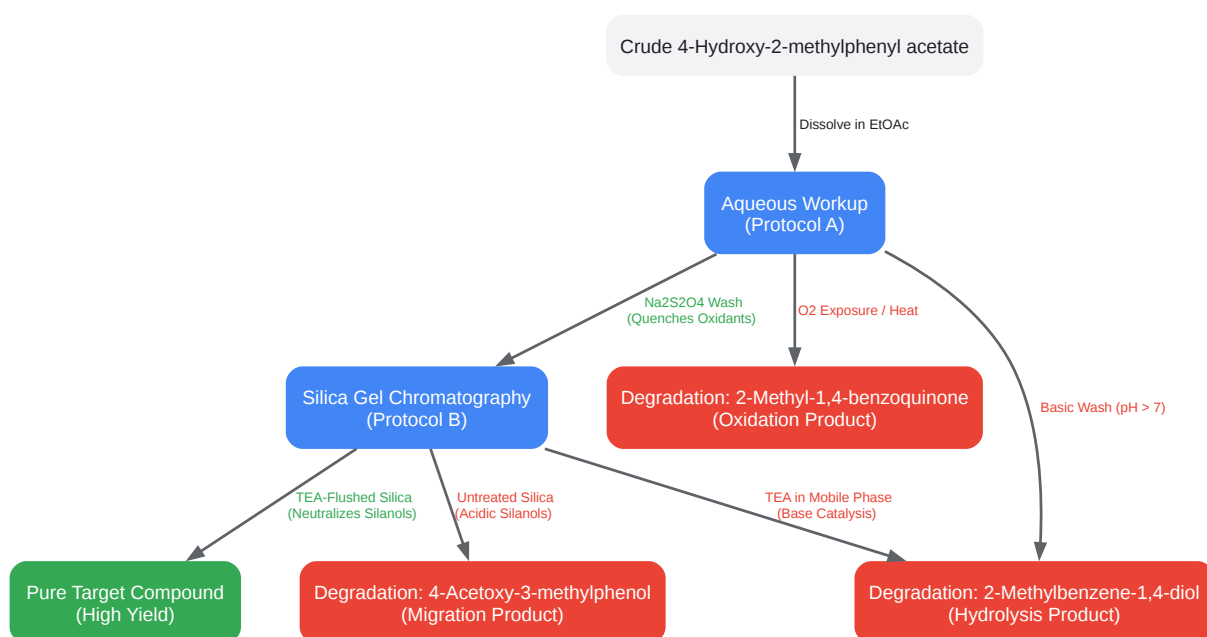 Crude 4-Hydroxy-2-methylphenyl acetate
Dissolve in EtOAc
Aqueous Workup
(Protocol A)
Na2S2O4 Wash
(Quenches Oxidants)
O2 Exposure / Heat
Silica Gel Chromatography
(Protocol B)
Degradation: 2-Methyl-1,4-benzoquinone
(Oxidation Product)
Basic Wash (pH > 7)
TEA-Flushed Silica
(Neutralizes Silanols)
Untreated Silica
(Acidic Silanols)
TEA in Mobile Phase
(Base Catalysis)
Pure Target Compound
(High Yield)
Degradation: 4-Acetoxy-3-methylphenol
(Migration Product)
Degradation: 2-Methylbenzene-1,4-diol
(Hydrolysis Product)